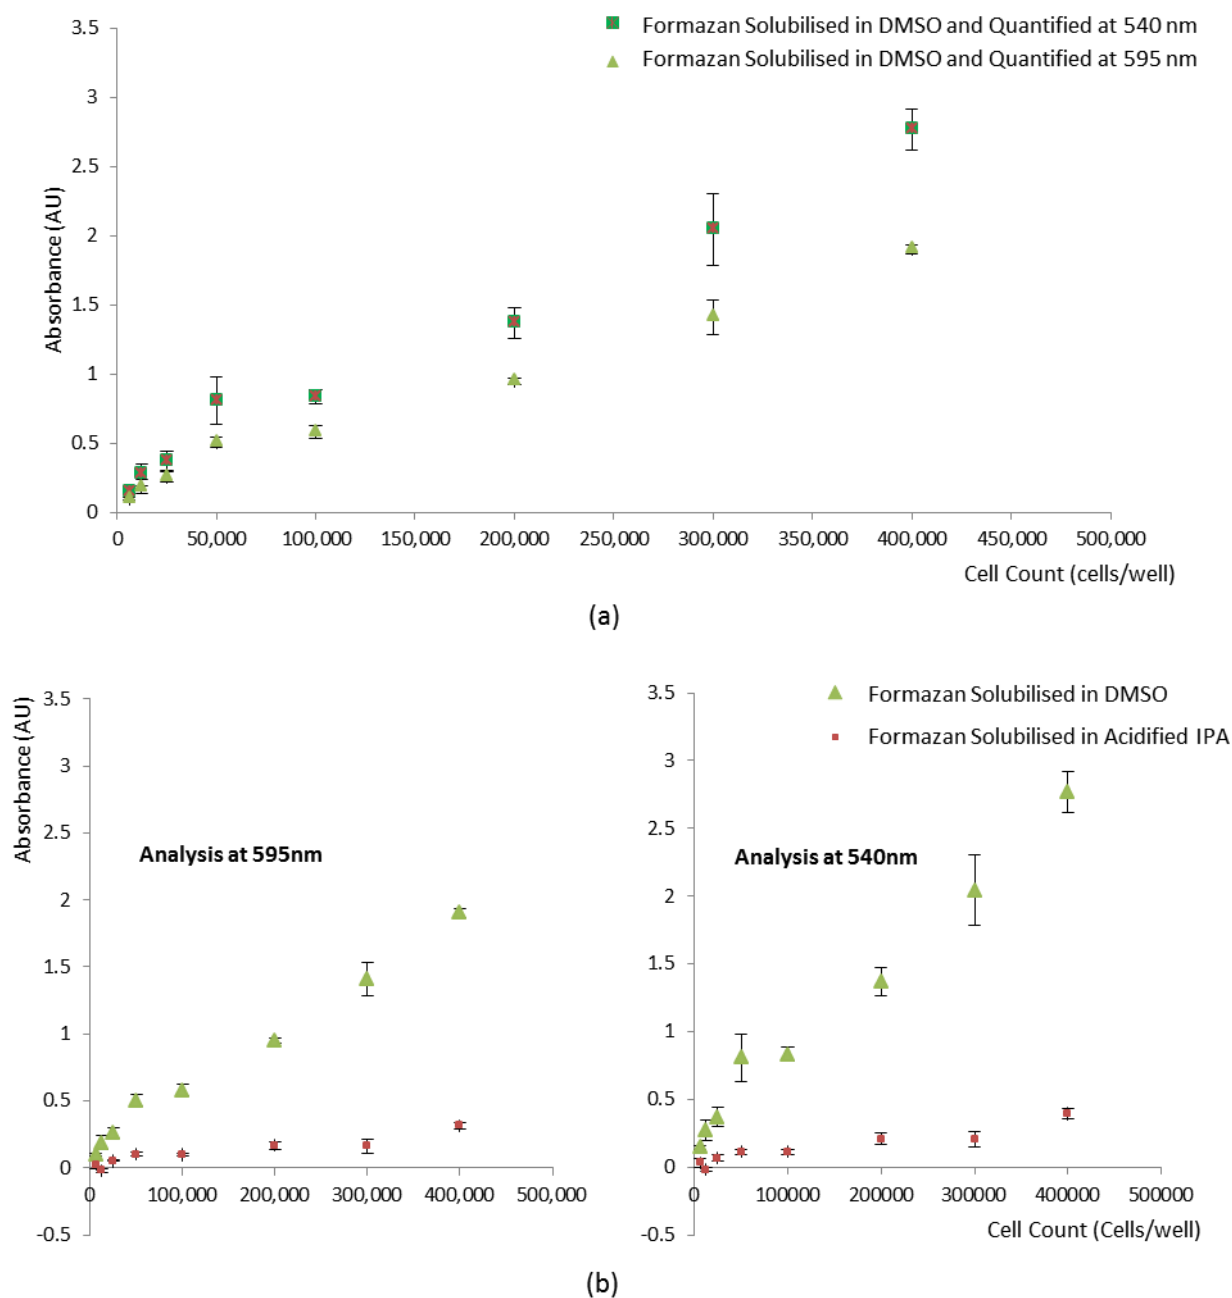 3.5
3
2.5
2
1.5
1
0.5
0
Absorbance (AU)
Formazan Solubilised in DMSO and Quantified at 540 nm
Formazan Solubilised in DMSO and Quantified at 595 nm
0 50,000 100,000 150,000 200,000 250,000 300,000 350,000 400,000 450,000 500,000
Cell Count (cells/well)
(a)
Absorbance (AU)
3.5
3
2.5
2
1.5
1
0.5
0
-0.5
Analysis at 595nm
0 100,000 200,000 300,000 400,000 500,000
3.5
3
2.5
2
1.5
1
0.5
0
-0.5
Formazan Solubilised in DMSO
Formazan Solubilised in Acidified IPA
Analysis at 540nm
0 100000 200000 300000 400000 500000
Cell Count (Cells/well)
(b)